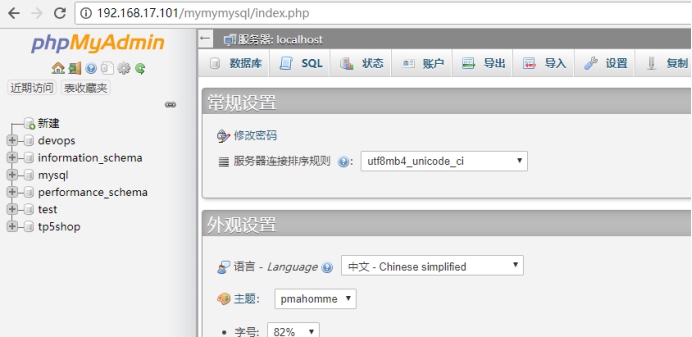 192.168.17.101/mymymysql/index.php
phpMyAdmin
近期访问 表收藏夹
新建
devops
information_schema
mysql
performance_schema
test
tp5shop
服务器: localhost
数据库 SQL 状态 账户 导出 导入 设置 复制
常规设置
修改密码
服务器连接排序规则 : utf8mb4_unicode_ci
外观设置
语言 - Language 中文 - Chinese simplified
主题: pmahomme
字号: 82%